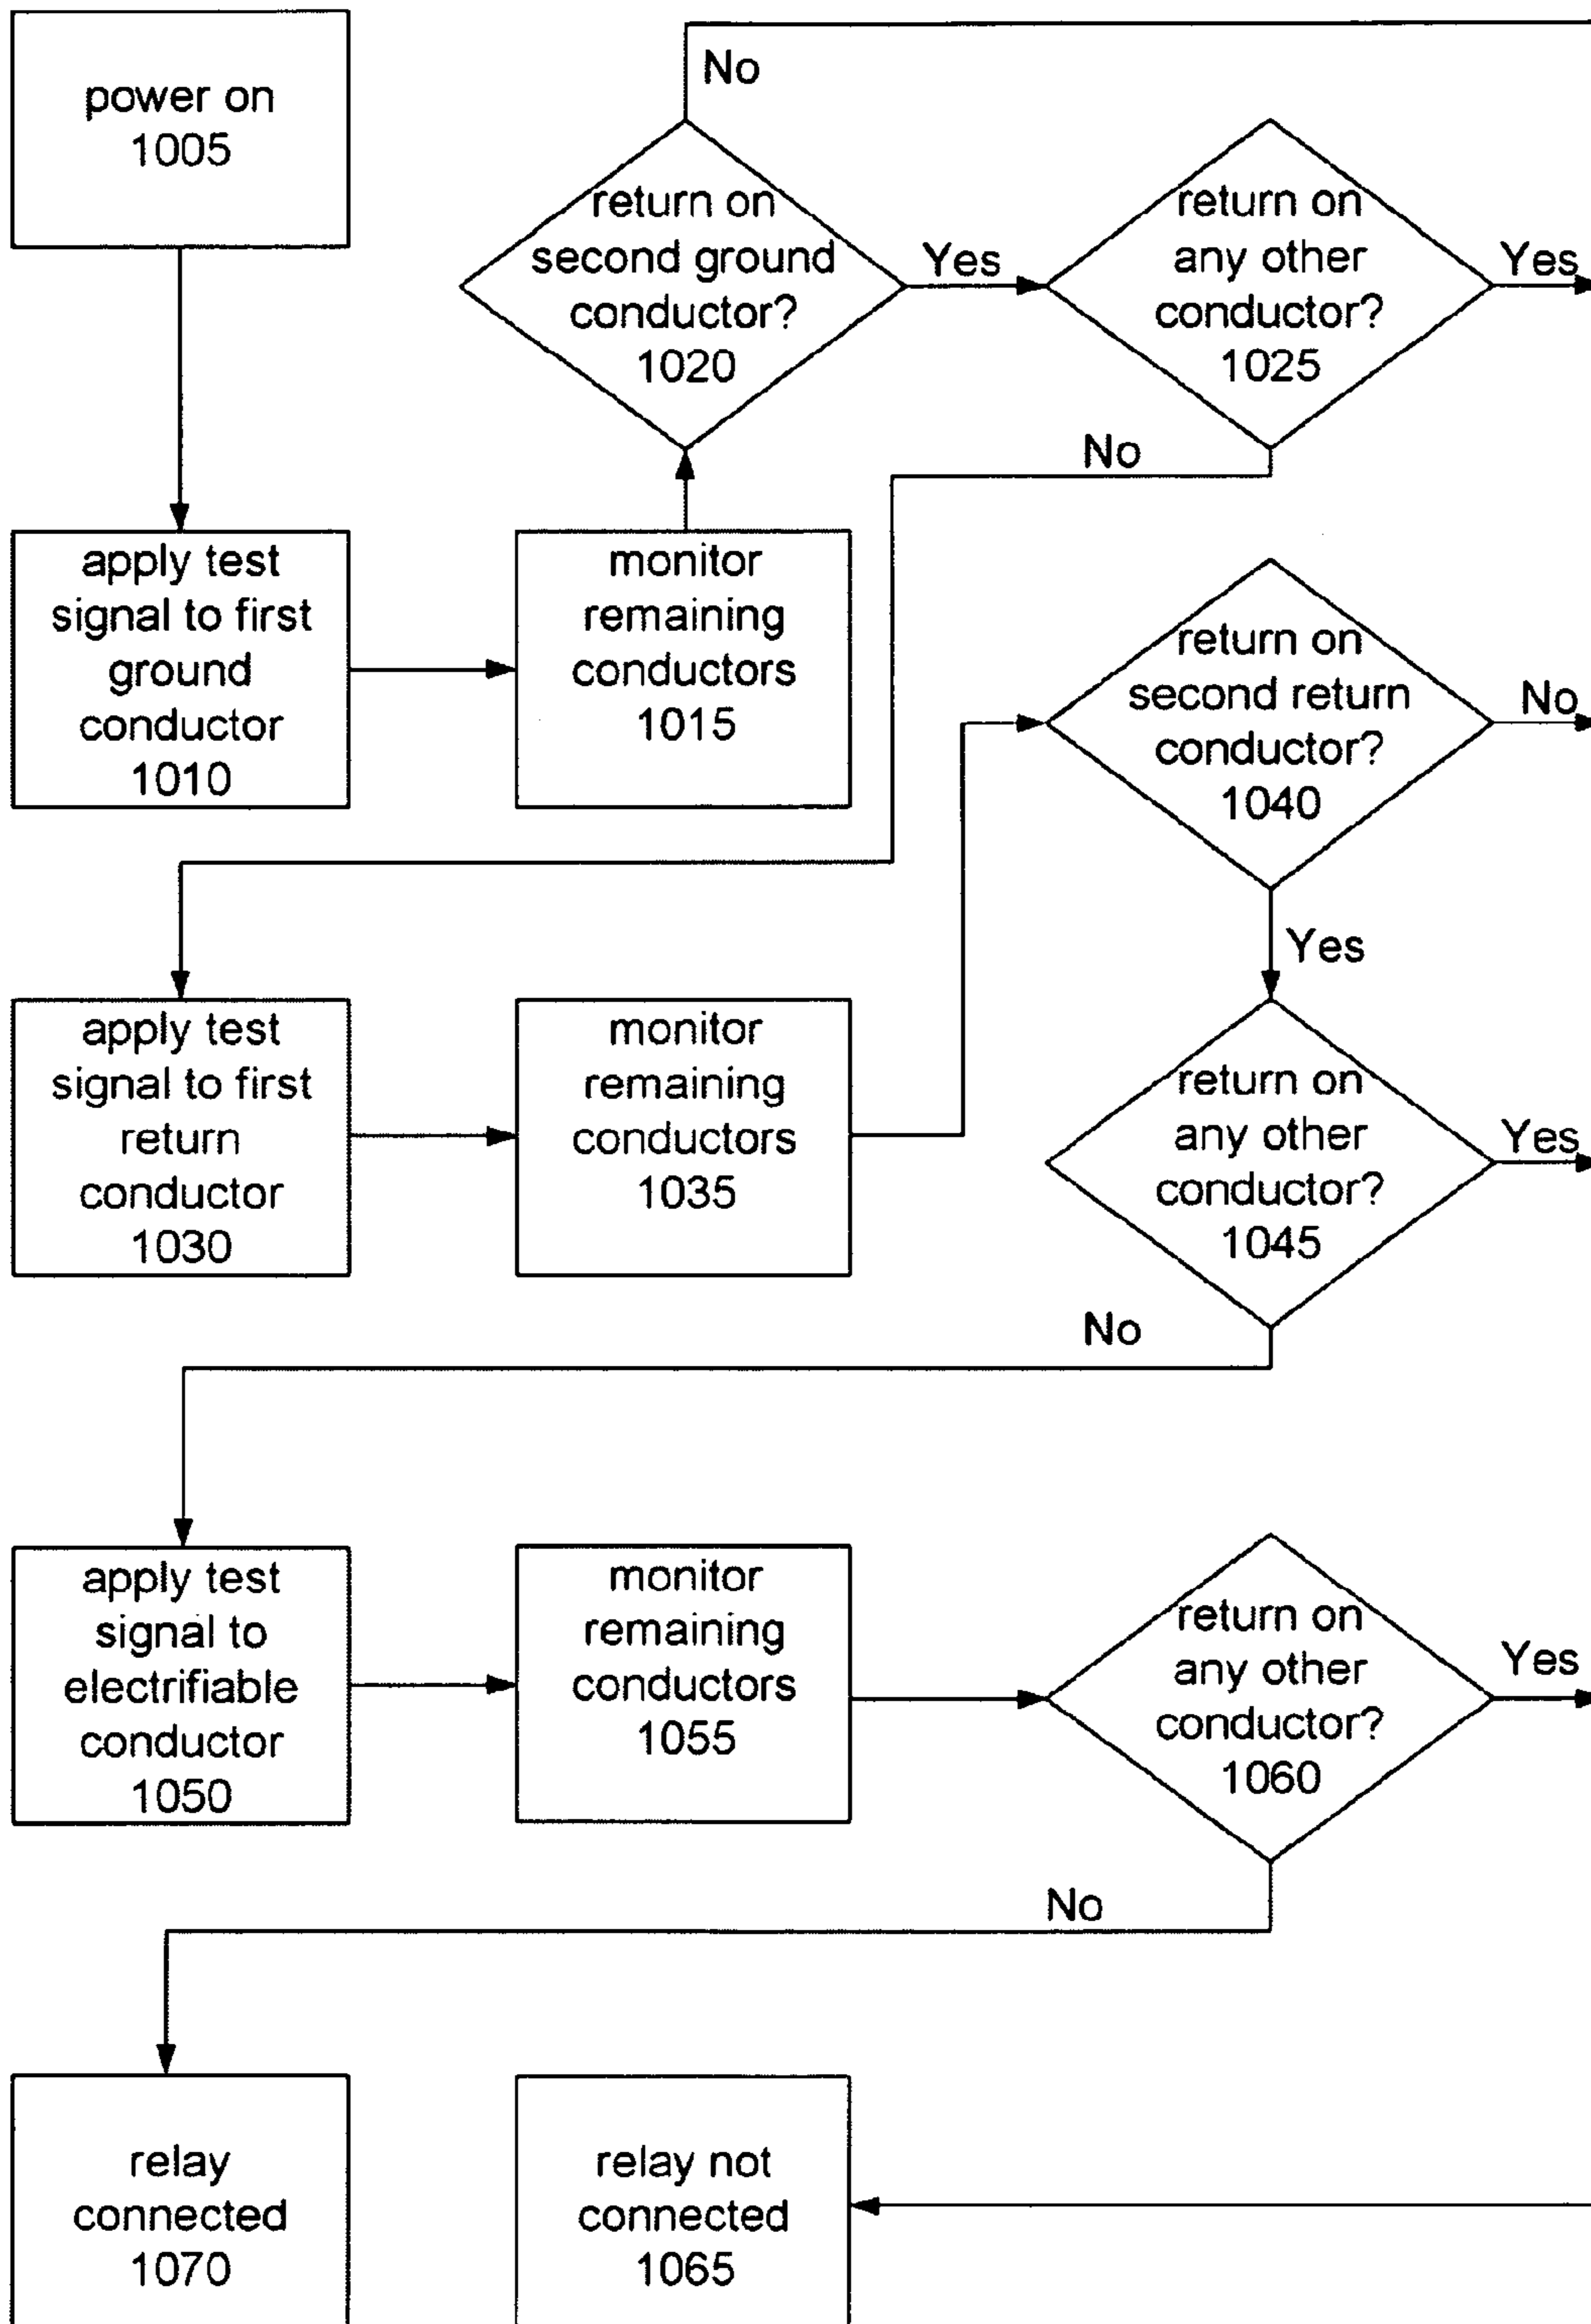 power on
1005
No
return on
second ground
conductor?
1020
Yes
return on
any other
conductor?
1025
Yes
No
apply test
signal to first
ground
conductor
1010
monitor
remaining
conductors
1015
return on
second return
conductor?
1040
No
Yes
apply test
signal to first
return
conductor
1030
monitor
remaining
conductors
1035
return on
any other
conductor?
1045
Yes
No
apply test
signal to
electrifiable
conductor
1050
monitor
remaining
conductors
1055
return on
any other
conductor?
1060
Yes
No
relay
connected
1070
relay not
connected
1065